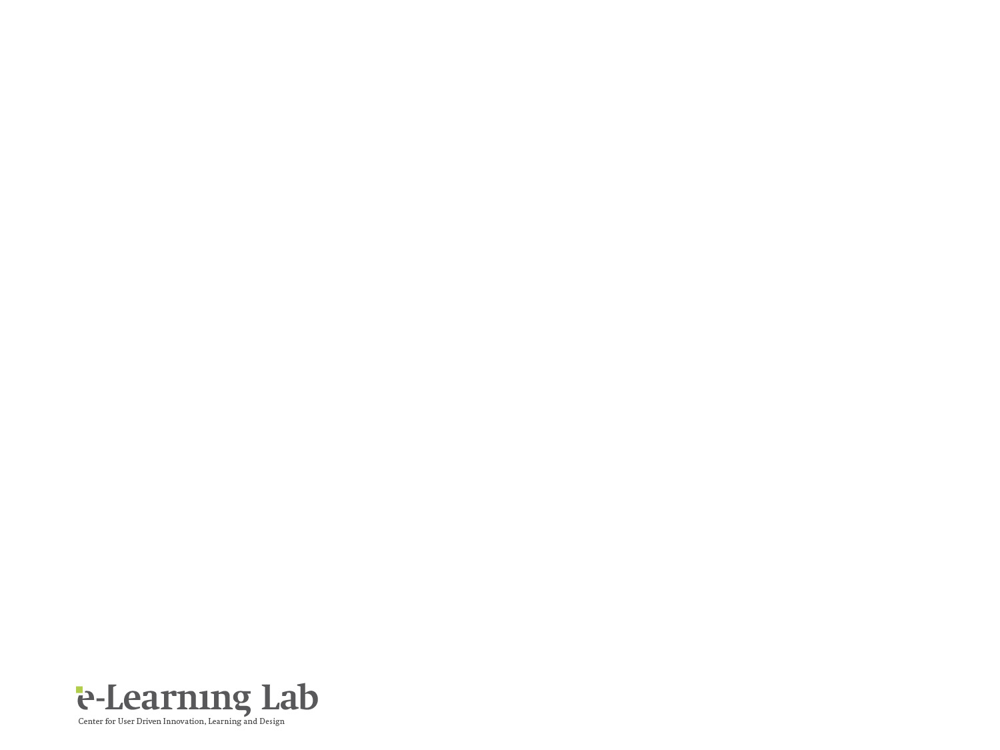 e-Learning Lab
Center for User Driven Innovation, Learning and Design